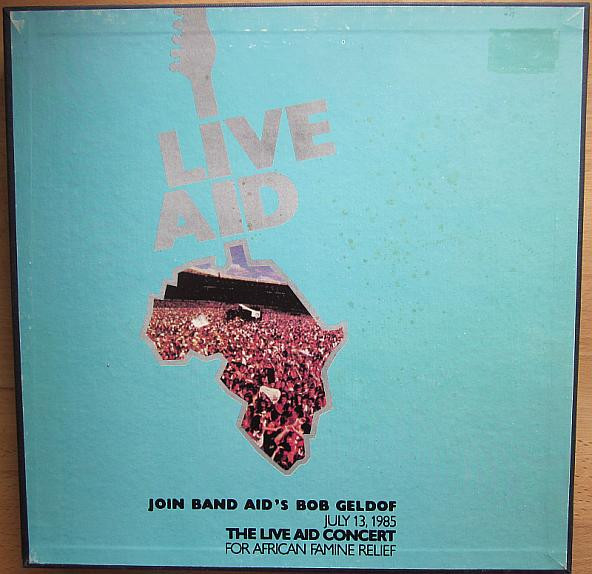 LIVE
AID
JOIN BAND AID'S BOB GELDOF
JULY 13, 1985
THE LIVE AID CONCERT
FOR AFRICAN FAMINE RELIEF